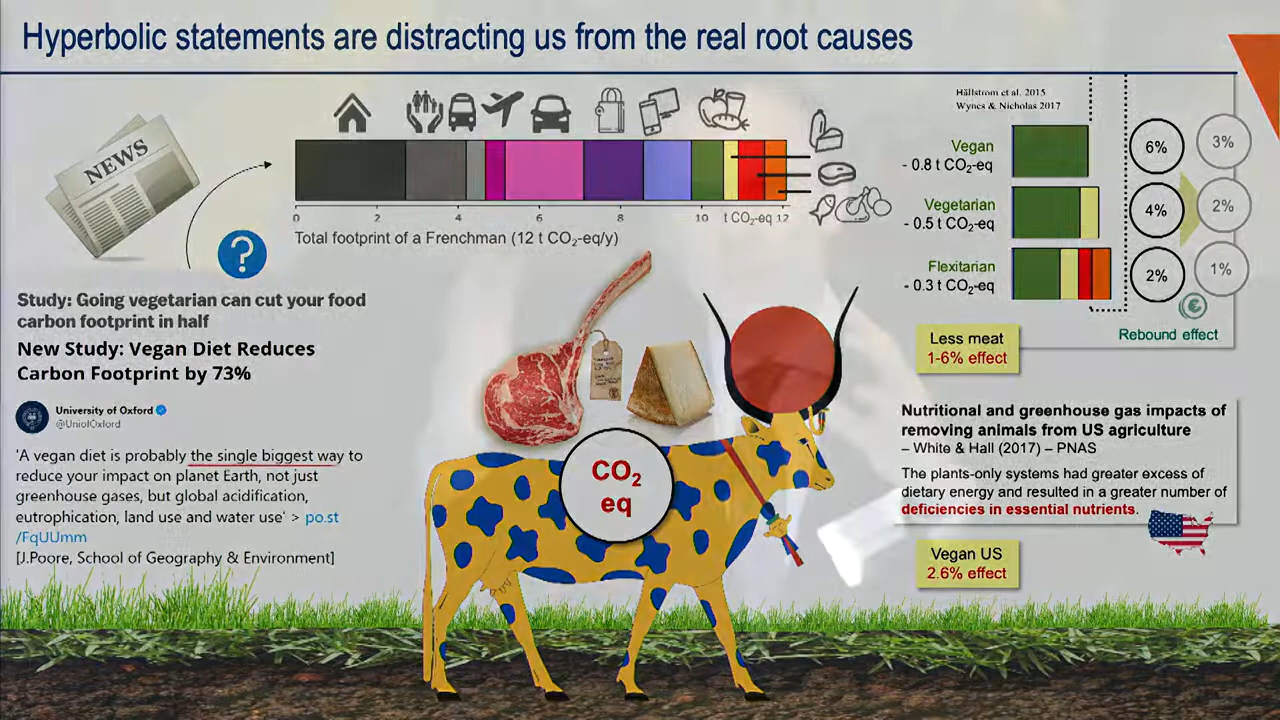 Hyperbolic statements are distracting us from the real root causes
NEWS
0 2 4 6 8 10 t CO₂-eq 12
Total footprint of a Frenchman (12 t CO₂-eq/y)
?
Study: Going vegetarian can cut your food
carbon footprint in half
New Study: Vegan Diet Reduces
Carbon Footprint by 73%
University of Oxford
@UniofOxford
'A vegan diet is probably the single biggest way to
reduce your impact on planet Earth, not just
greenhouse gases, but global acidification,
eutrophication, land use and water use' > po.st
/FqUUmm
[J.Poore, School of Geography & Environment]
CO₂
eq
Hällstrom et al. 2015
Wynes & Nicholas 2017
Vegan
- 0.8 t CO₂-eq
6%
3%
Vegetarian
- 0.5 t CO₂-eq
4%
2%
Flexitarian
- 0.3 t CO₂-eq
2%
1%
€
Rebound effect
Less meat
1-6% effect
Nutritional and greenhouse gas impacts of
removing animals from US agriculture
– White & Hall (2017) – PNAS
The plants-only systems had greater excess of
dietary energy and resulted in a greater number of
deficiencies in essential nutrients.
Vegan US
2.6% effect